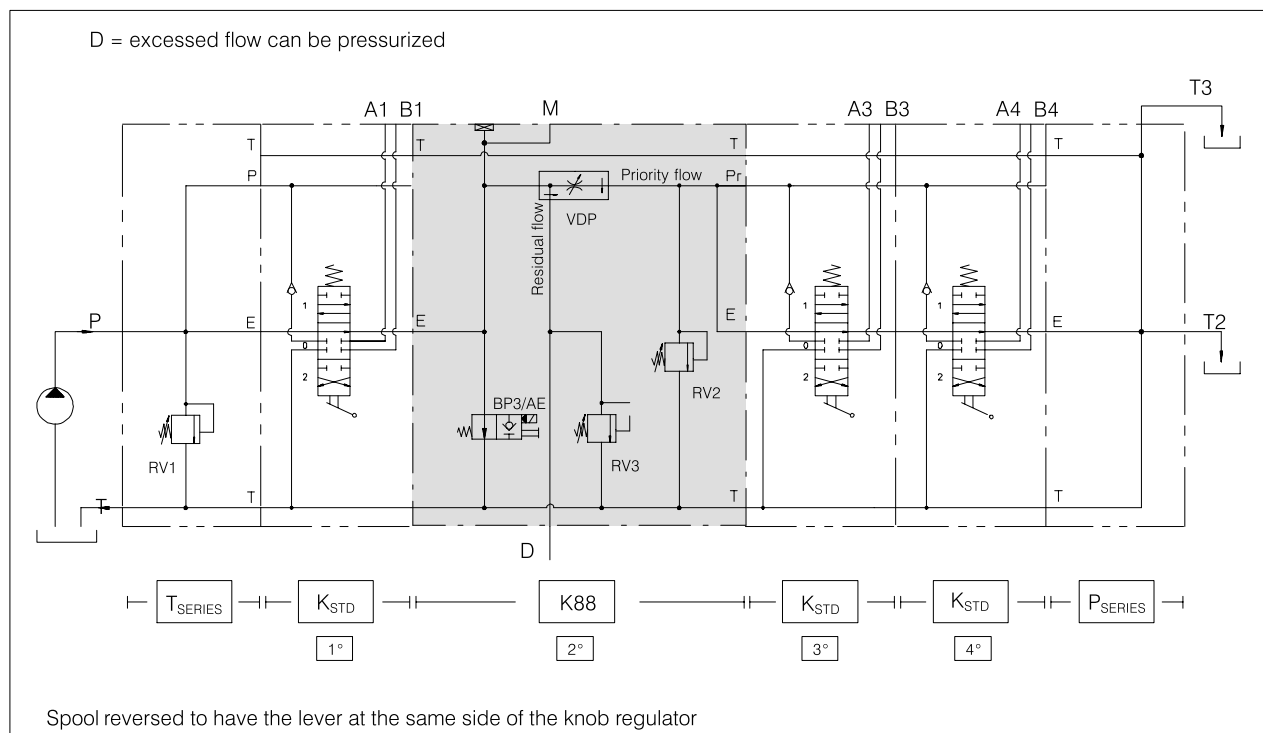 D = excessed flow can be pressurized
T3
A1 B1 M A3 B3 A4 B4
T T T T
P Priority flow Pr
VDP
Residual flow
1 1 1
P E E E E T2
0 0 0
2 2 2
RV2
BP3/AE
RV1 RV3
T T T T
D
TSERIES KSTD K88 KSTD KSTD PSERIES
1° 2° 3° 4°
Spool reversed to have the lever at the same side of the knob regulator